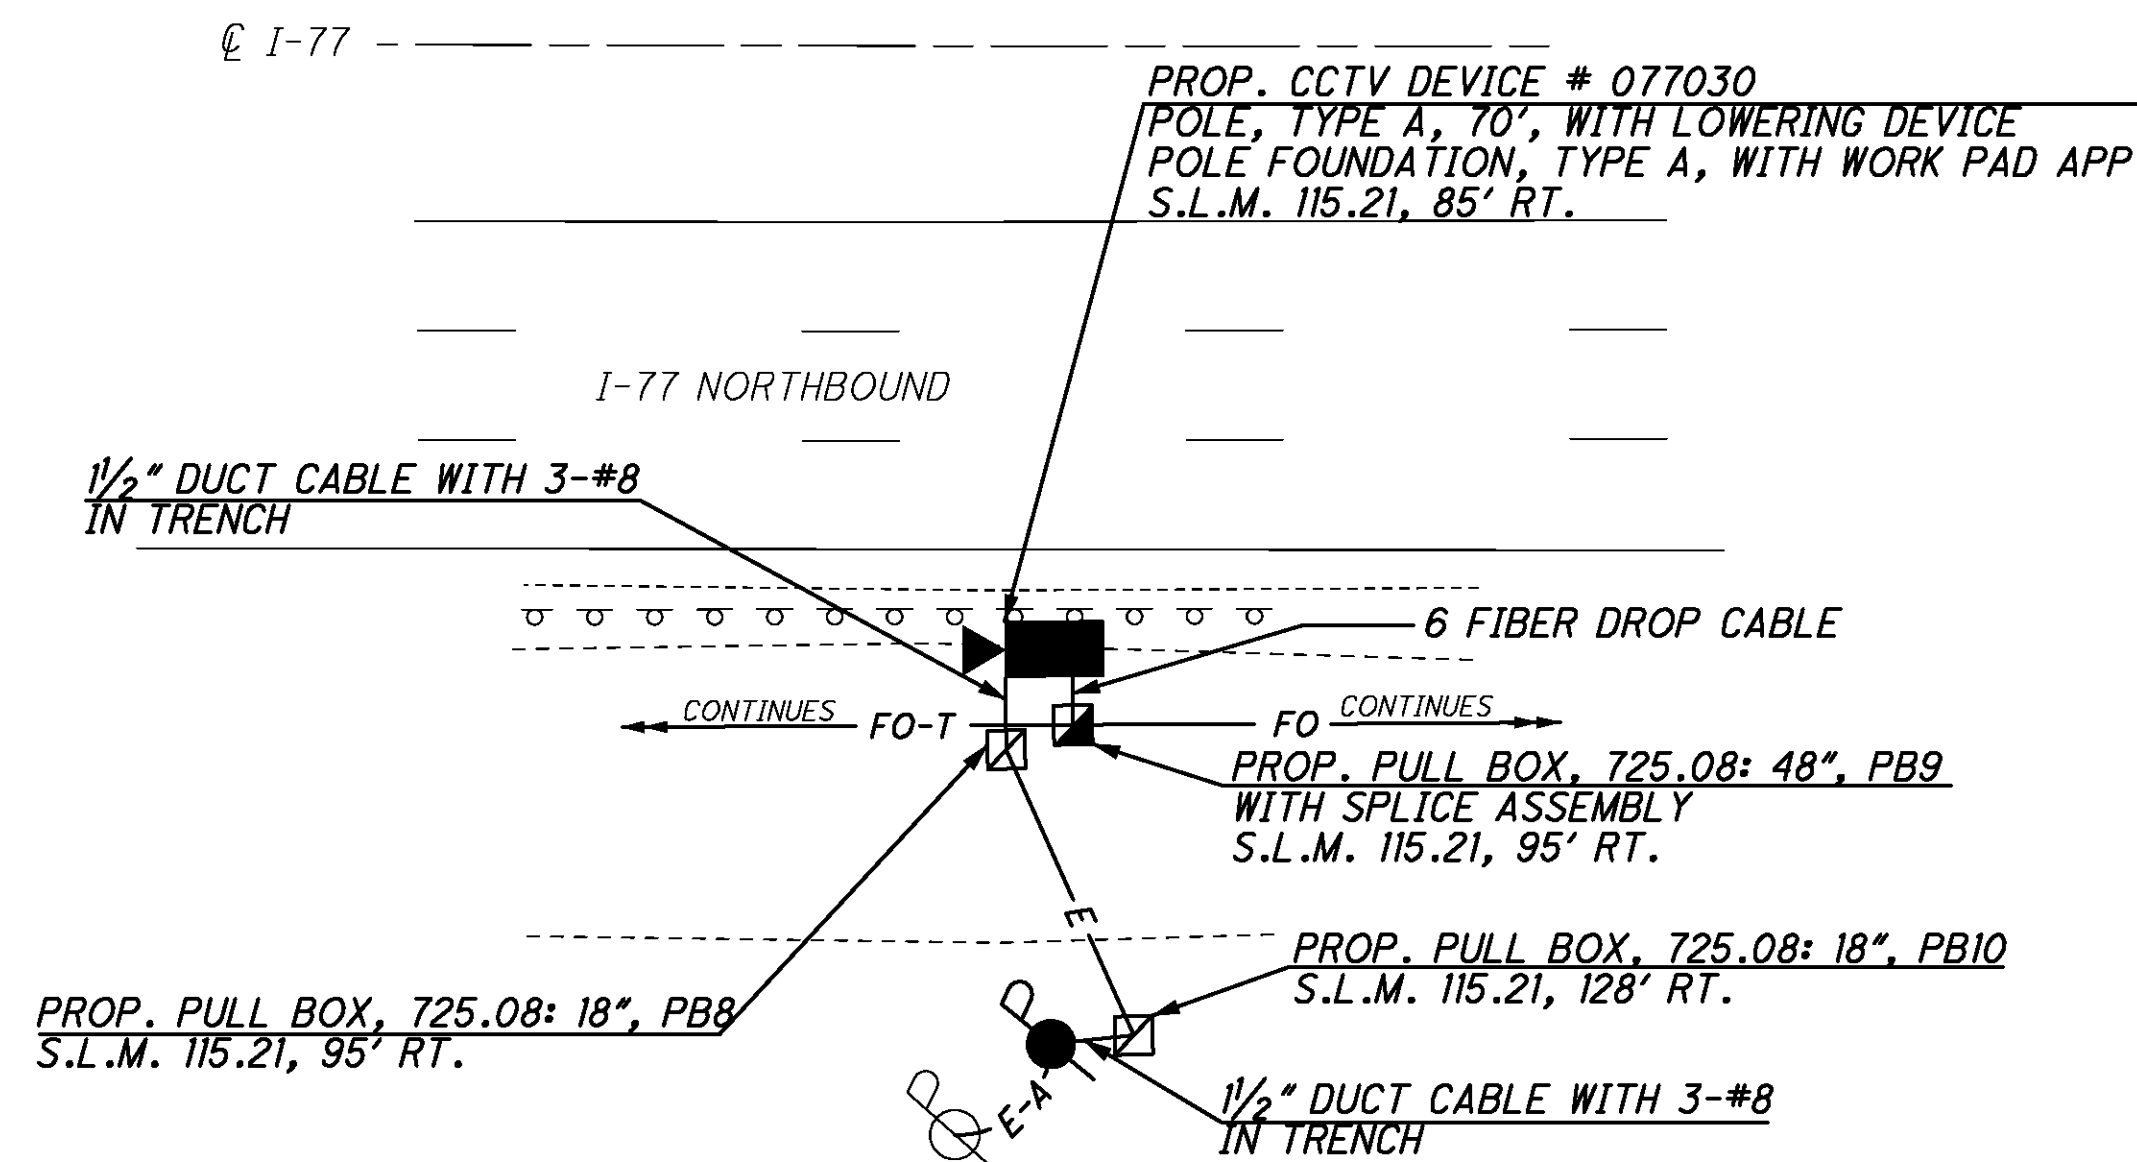 ℄ I-77
PROP. CCTV DEVICE # 077030
POLE, TYPE A, 70', WITH LOWERING DEVICE
POLE FOUNDATION, TYPE A, WITH WORK PAD APP
S.L.M. 115.21, 85' RT.
I-77 NORTHBOUND
1½" DUCT CABLE WITH 3-#8
IN TRENCH
6 FIBER DROP CABLE
CONTINUES
FO-T
FO
CONTINUES
PROP. PULL BOX, 725.08: 48", PB9
WITH SPLICE ASSEMBLY
S.L.M. 115.21, 95' RT.
E
PROP. PULL BOX, 725.08: 18", PB10
S.L.M. 115.21, 128' RT.
PROP. PULL BOX, 725.08: 18", PB8
S.L.M. 115.21, 95' RT.
E-A
1½" DUCT CABLE WITH 3-#8
IN TRENCH